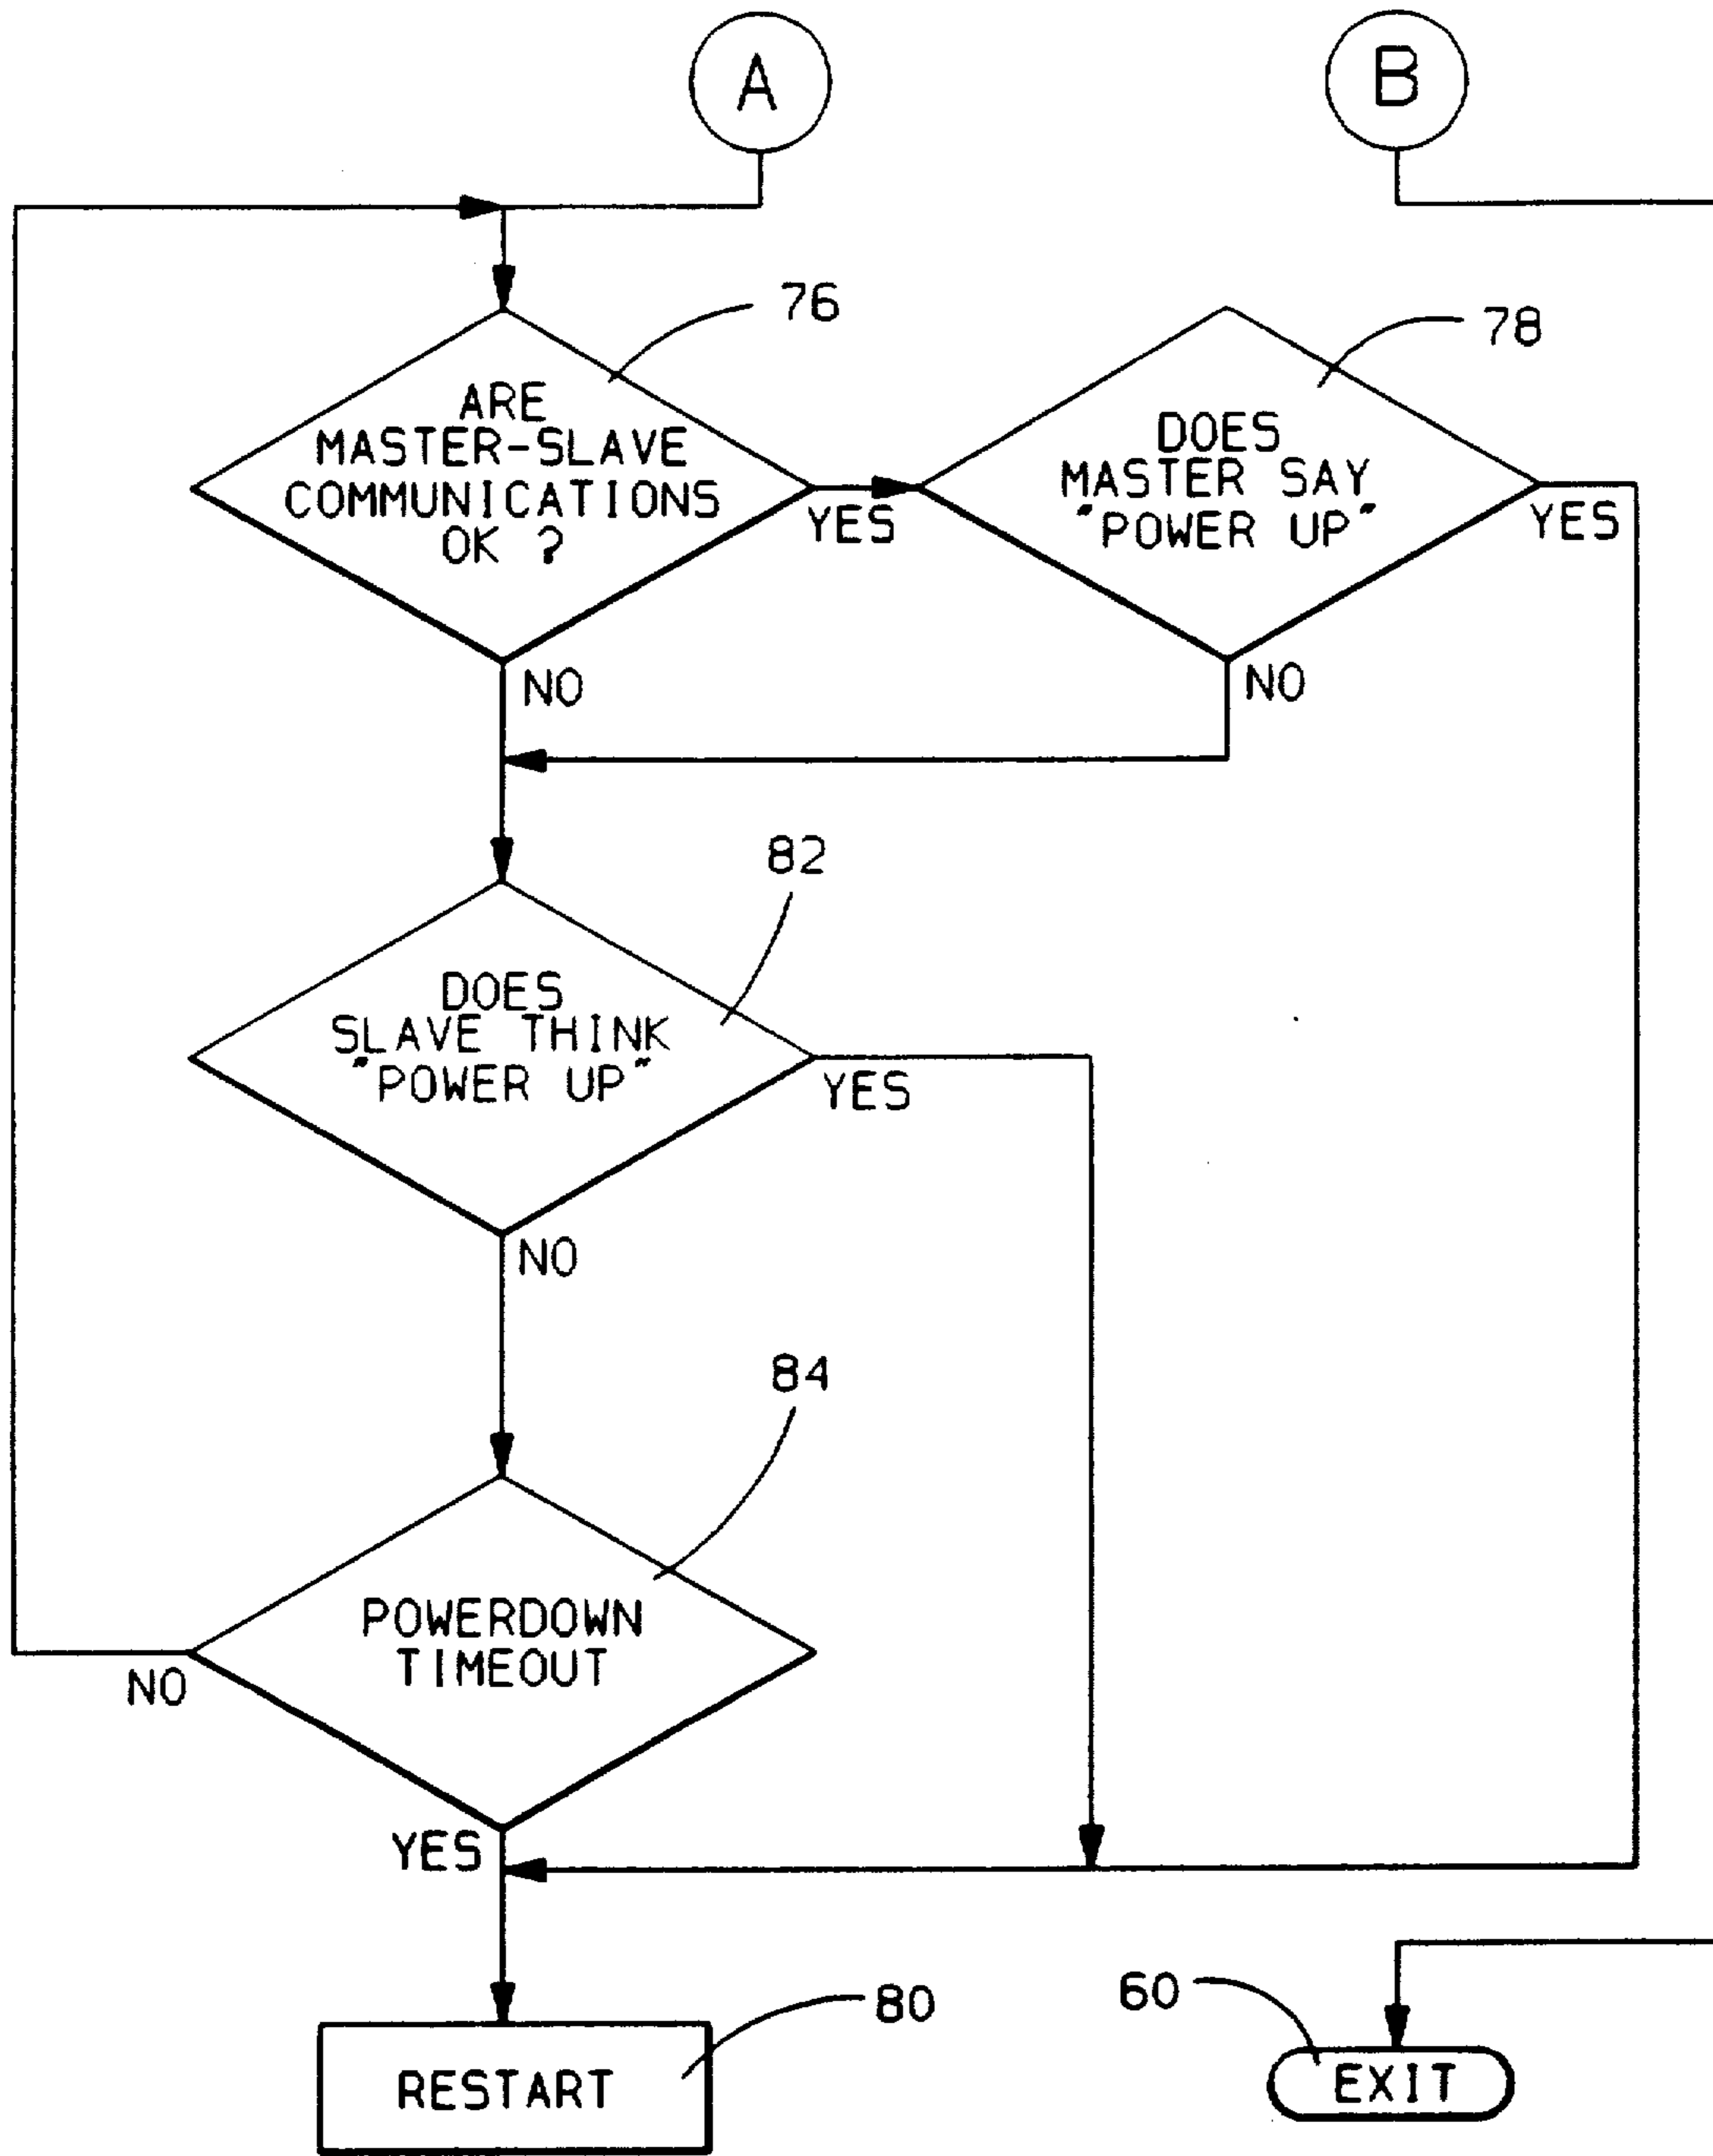 A
B
76
78
ARE
MASTER-SLAVE
COMMUNICATIONS
OK ?
YES
DOES
MASTER SAY
"POWER UP"
YES
NO
NO
82
DOES
SLAVE THINK
"POWER UP"
YES
NO
84
POWERDOWN
TIMEOUT
NO
YES
80
RESTART
60
EXIT